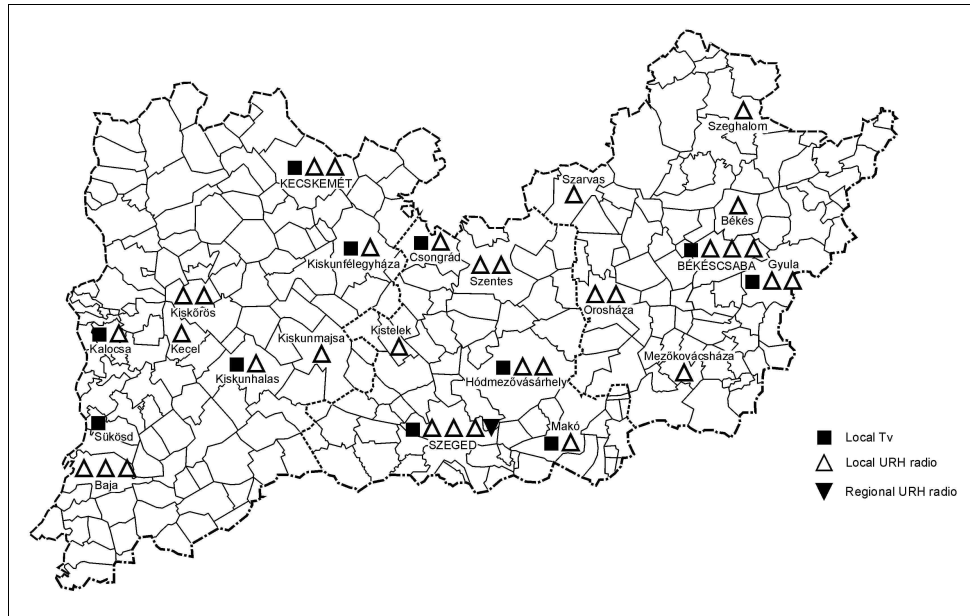 Szeghalom
KECSKEMÉT
Szarvas
Békés
Kiskunfélegyháza
Csongrád
BÉKÉSCSABA
Gyula
Szentes
Kiskőrös
Orosháza
Kalocsa
Kecel
Kiskunmajsa
Kistelek
Mezőkovácsháza
Kiskunhalas
Hódmezővásárhely
Sükösd
SZEGED
Makó
Baja
Local Tv
Local URH radio
Regional URH radio